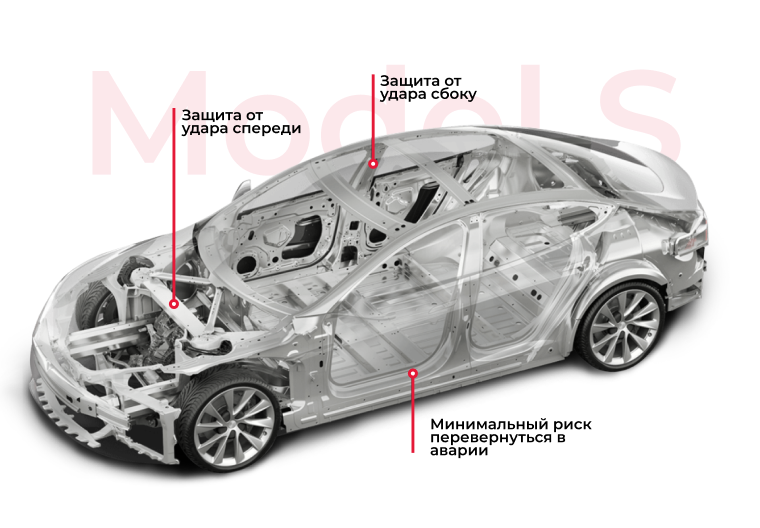 Model S
Защита от
удара сбоку
Защита от
удара спереди
Минимальный риск
перевернуться в
аварии